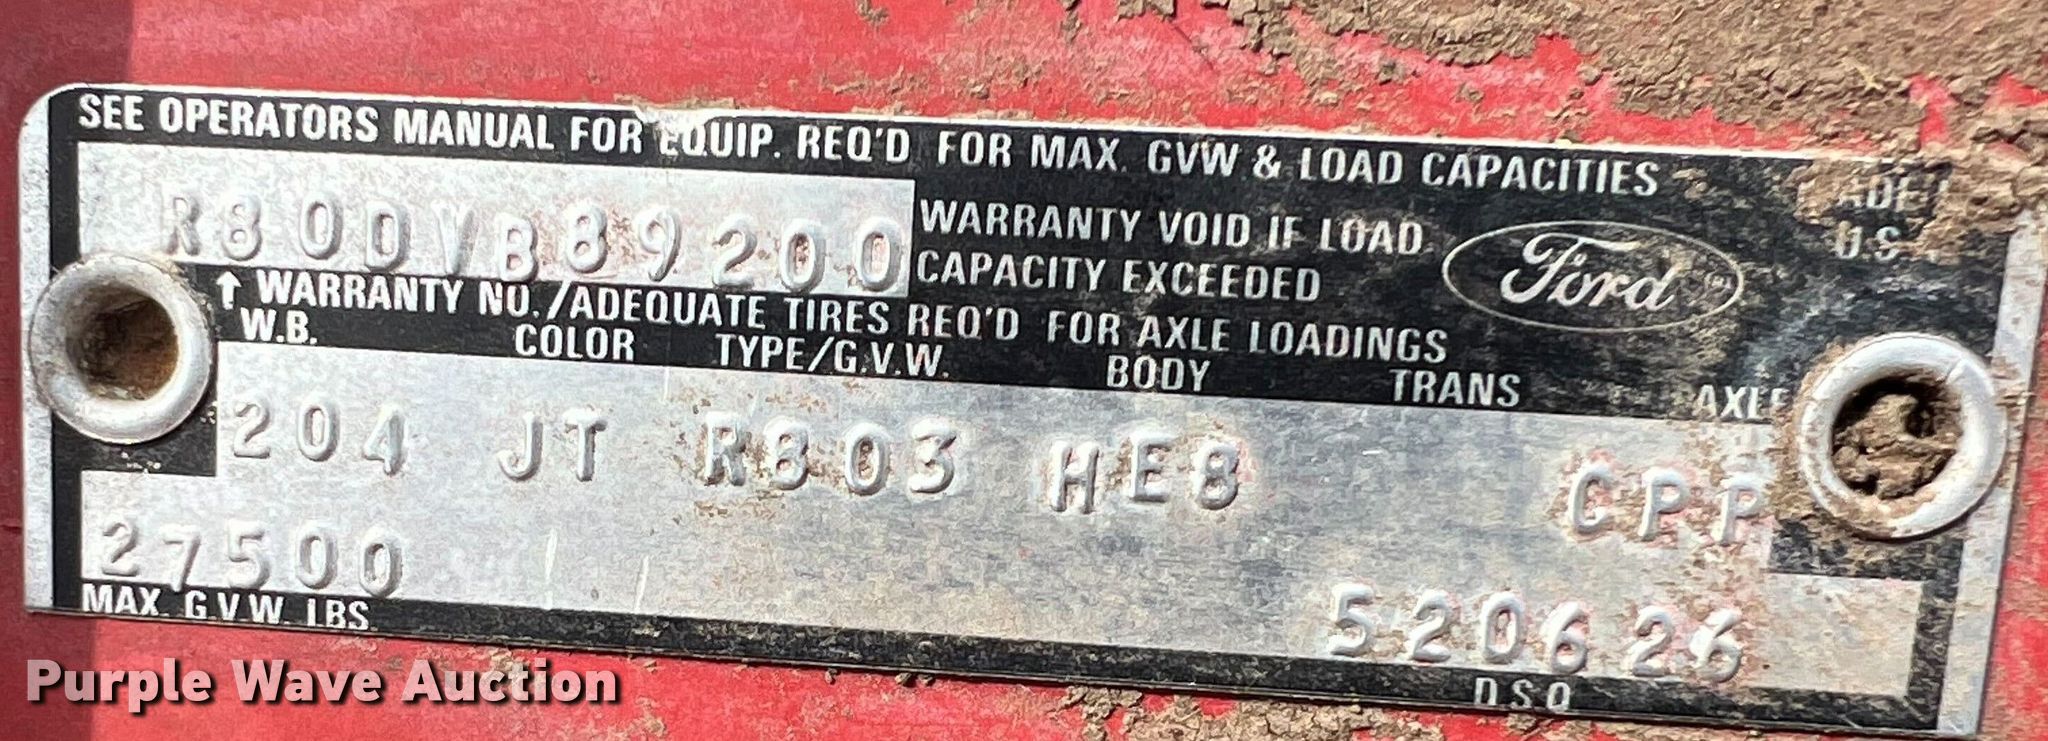 SEE OPERATORS MANUAL FOR EQUIP. REQ'D FOR MAX. GVW & LOAD CAPACITIES
R80DVB89200
WARRANTY VOID IF LOAD
CAPACITY EXCEEDED
Ford
U.S.
↑ WARRANTY NO./ADEQUATE TIRES REQ'D FOR AXLE LOADINGS
W.B. COLOR TYPE/G.V.W. BODY TRANS AXLE
204 JT R803 HE8 CPP
27500
MAX. G.V.W. LBS.
520626
D.S.O.
Purple Wave Auction